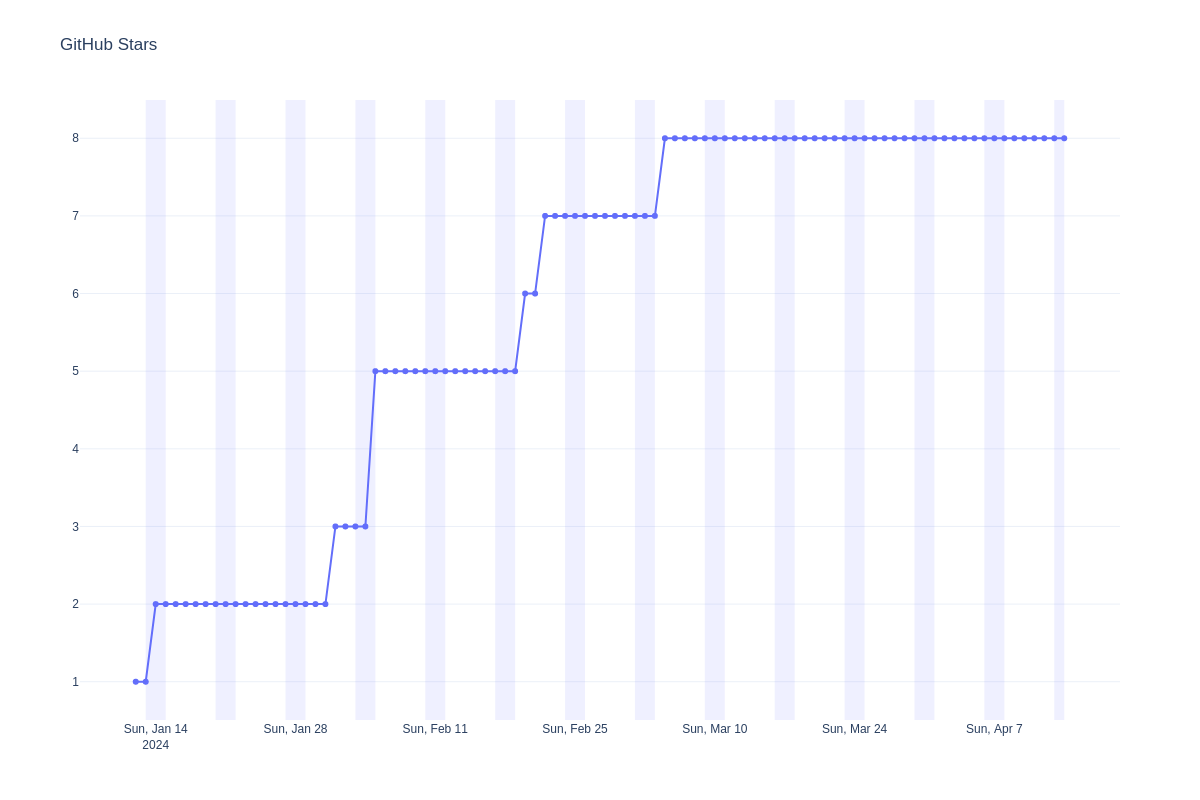 GitHub Stars
8
7
6
5
4
3
2
1
Sun, Jan 14
2024
Sun, Jan 28
Sun, Feb 11
Sun, Feb 25
Sun, Mar 10
Sun, Mar 24
Sun, Apr 7